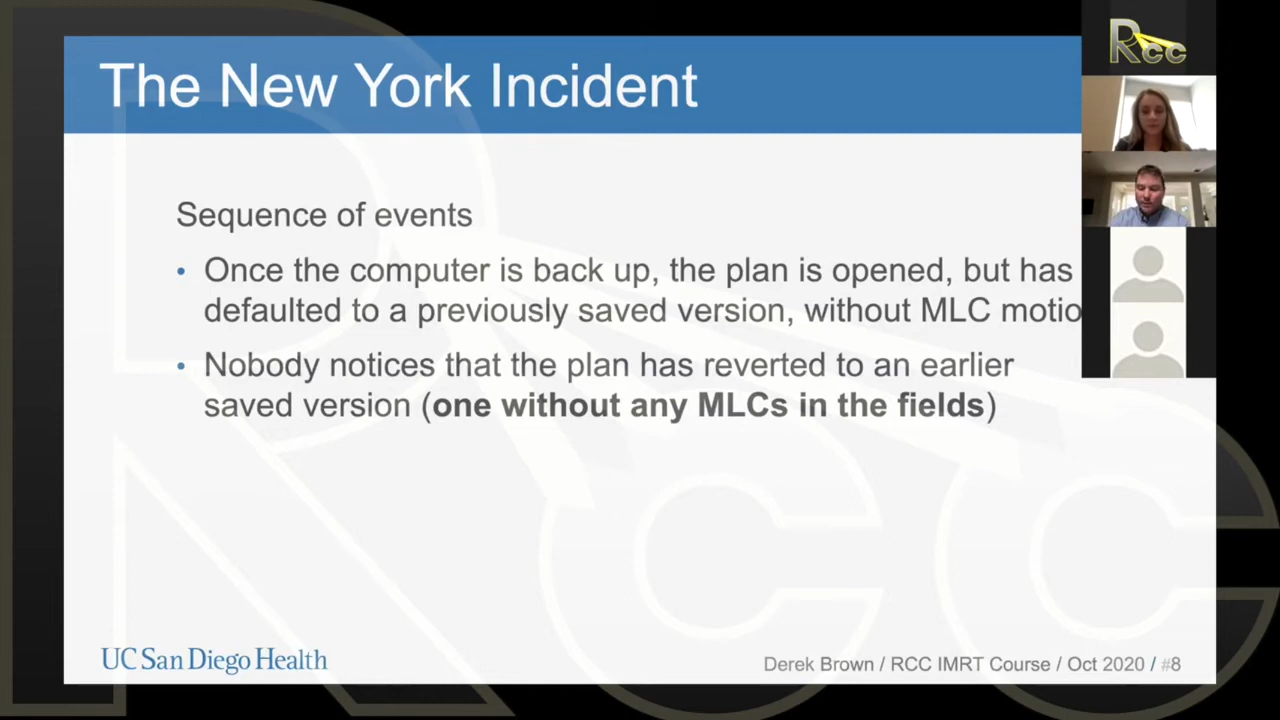 The New York Incident
Sequence of events
• Once the computer is back up, the plan is opened, but has
defaulted to a previously saved version, without MLC motio
• Nobody notices that the plan has reverted to an earlier
saved version (one without any MLCs in the fields)
UC San Diego Health
Derek Brown / RCC IMRT Course / Oct 2020 / #8
Rcc